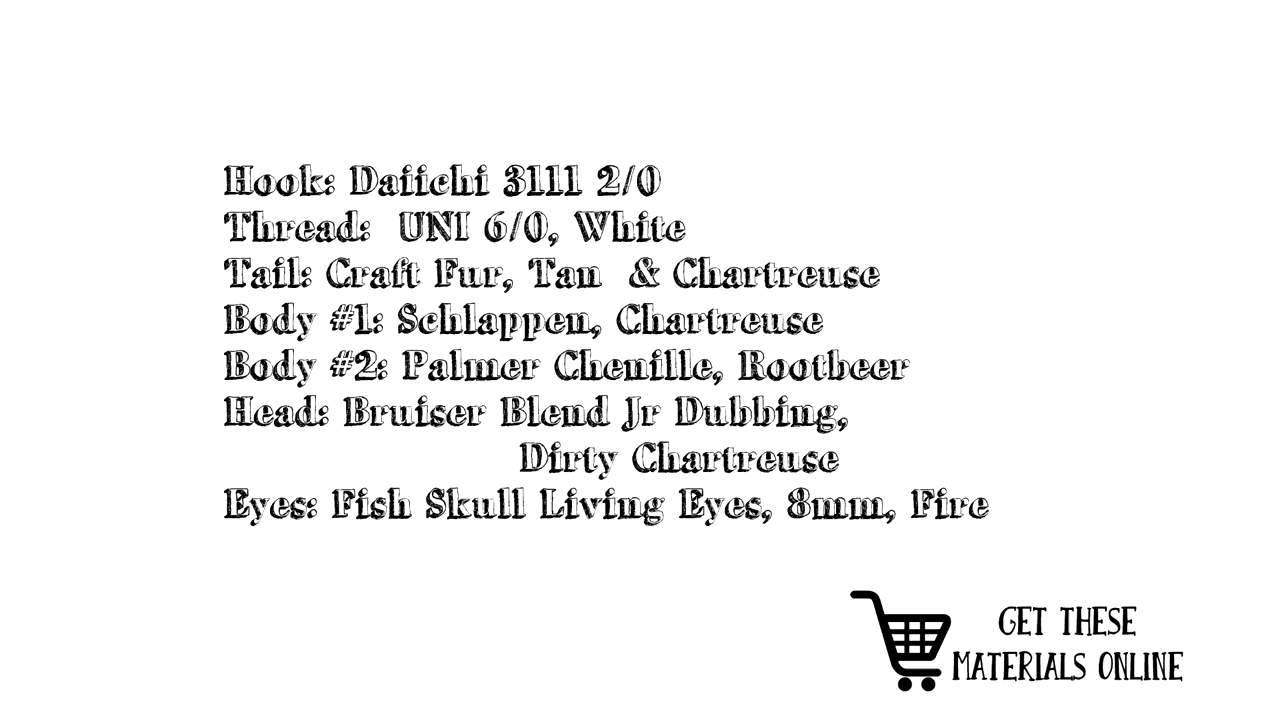 Hook: Daiichi 3111 2/0
Thread: UNI 6/0, White
Tail: Craft Fur, Tan & Chartreuse
Body #1: Schlappen, Chartreuse
Body #2: Palmer Chenille, Rootbeer
Head: Bruiser Blend Jr Dubbing,
Dirty Chartreuse
Eyes: Fish Skull Living Eyes, 8mm, Fire
GET THESE
MATERIALS ONLINE